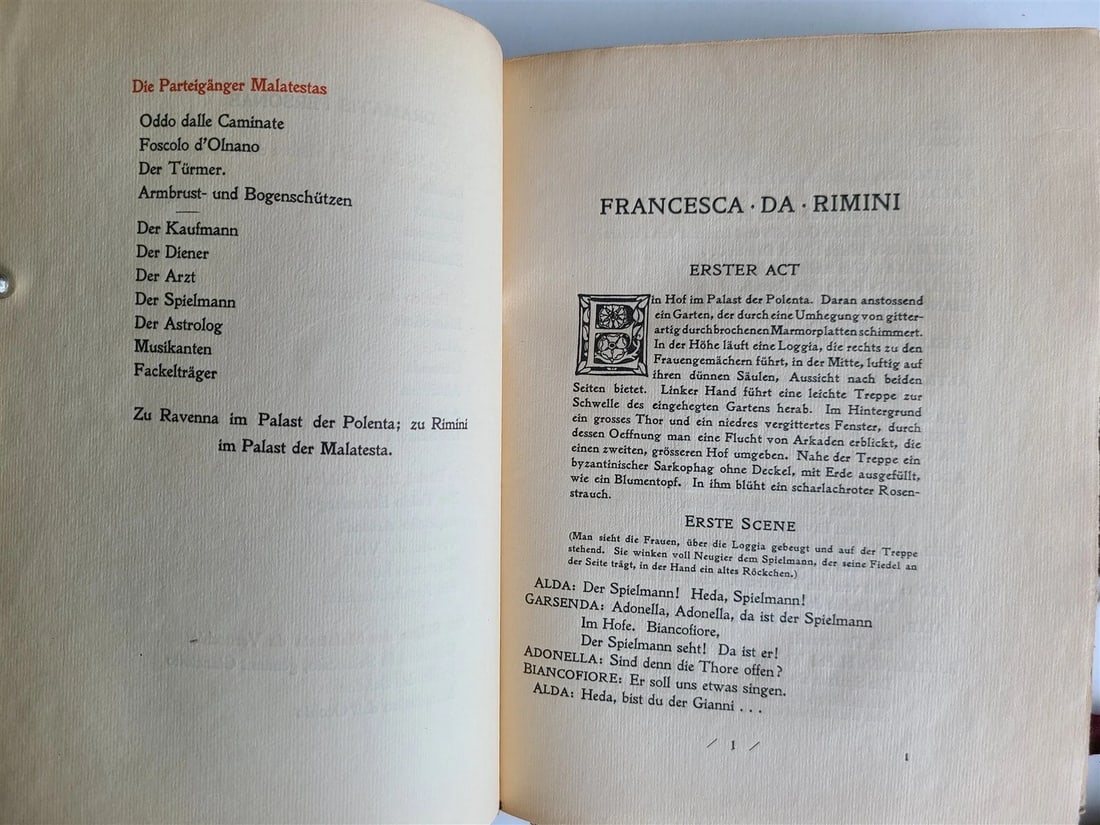 Die Parteigänger Malatestas
Oddo dalle Caminate
Foscolo d'Olnano
Der Türmer.
Armbrust- und Bogenschützen
Der Kaufmann
Der Diener
Der Arzt
Der Spielmann
Der Astrolog
Musikanten
Fackelträger
Zu Ravenna im Palast der Polenta; zu Rimini
im Palast der Malatesta.
FRANCESCA · DA · RIMINI
ERSTER ACT
Ein Hof im Palast der Polenta. Daran anstossend
ein Garten, der durch eine Umhegung von gitter-
artig durchbrochenen Marmorplatten schimmert.
In der Höhe läuft eine Loggia, die rechts zu den
Frauengemächern führt, in der Mitte, luftig auf
ihren dünnen Säulen, Aussicht nach beiden
Seiten bietet. Linker Hand führt eine leichte Treppe zur
Schwelle des eingehegten Gartens herab. Im Hintergrund
ein grosses Thor und ein niedres vergittertes Fenster, durch
dessen Oeffnung man eine Flucht von Arkaden erblickt, die
einen zweiten, grösseren Hof umgeben. Nahe der Treppe ein
byzantinischer Sarkophag ohne Deckel, mit Erde ausgefüllt,
wie ein Blumentopf. In ihm blüht ein scharlachroter Rosen-
strauch.
ERSTE SCENE
(Man sieht die Frauen, über die Loggia gebeugt und auf der Treppe
stehend. Sie winken voll Neugier dem Spielmann, der seine Fiedel an
der Seite trägt, in der Hand ein altes Röckchen.)
ALDA: Der Spielmann! Heda, Spielmann!
GARSENDA: Adonella, Adonella, da ist der Spielmann
Im Hofe. Biancofiore,
Der Spielmann seht! Da ist er!
ADONELLA: Sind denn die Thore offen?
BIANCOFIORE: Er soll uns etwas singen.
ALDA: Heda, bist du der Gianni . . .
/ 1 /
1